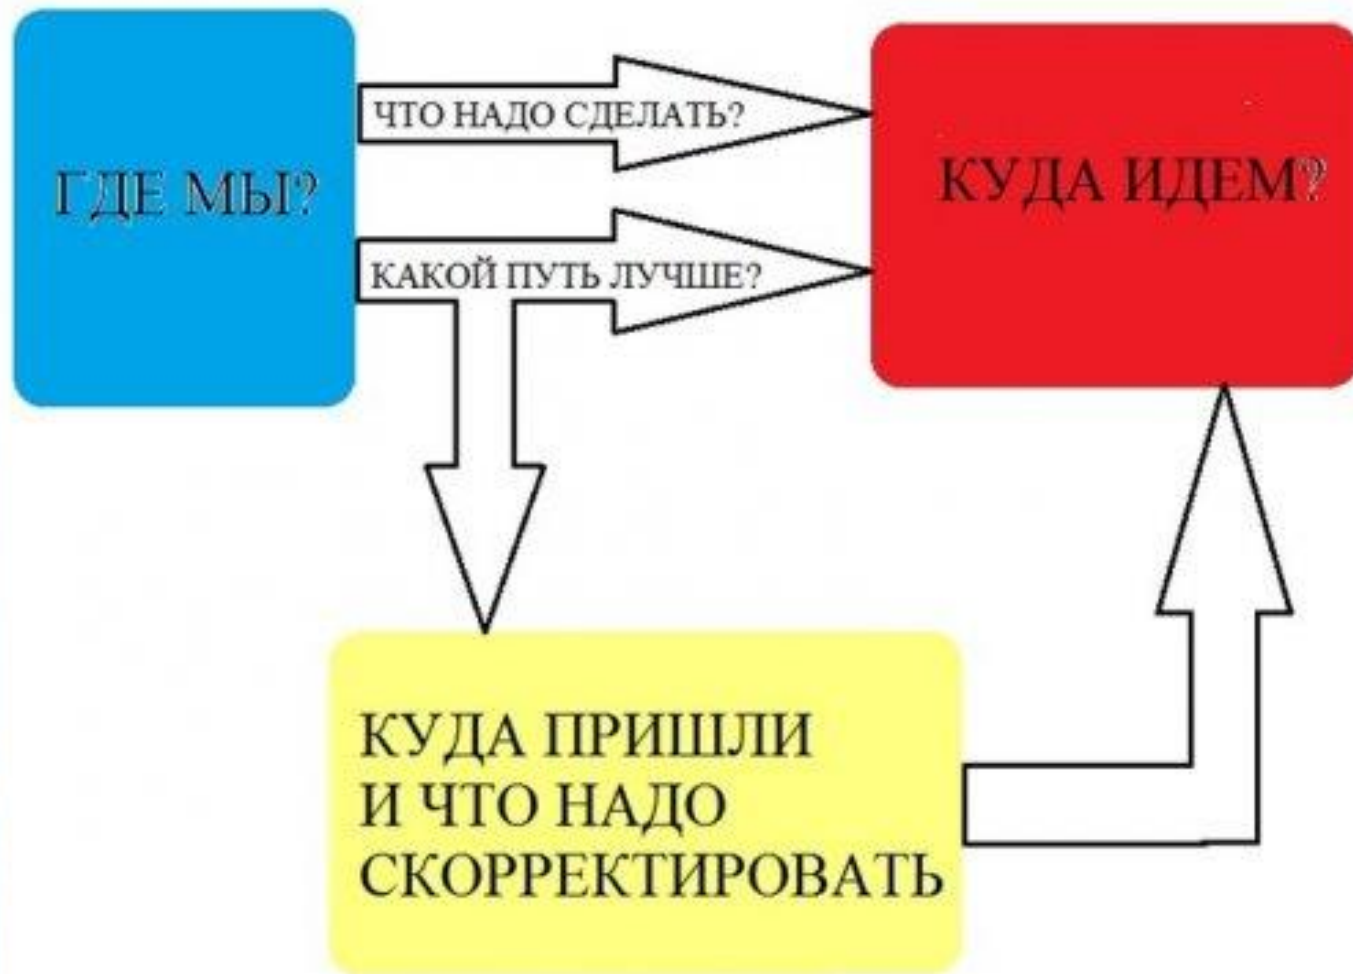 ГДЕ МЫ?
ЧТО НАДО СДЕЛАТЬ?
КАКОЙ ПУТЬ ЛУЧШЕ?
КУДА ИДЕМ?
КУДА ПРИШЛИ
И ЧТО НАДО
СКОРРЕКТИРОВАТЬ